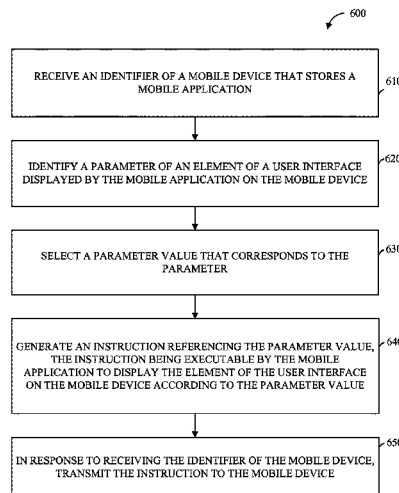 600
RECEIVE AN IDENTIFIER OF A MOBILE DEVICE THAT STORES A
MOBILE APPLICATION
610
IDENTIFY A PARAMETER OF AN ELEMENT OF A USER INTERFACE
DISPLAYED BY THE MOBILE APPLICATION ON THE MOBILE DEVICE
620
SELECT A PARAMETER VALUE THAT CORRESPONDS TO THE
PARAMETER
630
GENERATE AN INSTRUCTION REFERENCING THE PARAMETER VALUE,
THE INSTRUCTION BEING EXECUTABLE BY THE MOBILE
APPLICATION TO DISPLAY THE ELEMENT OF THE USER INTERFACE
ON THE MOBILE DEVICE ACCORDING TO THE PARAMETER VALUE
640
IN RESPONSE TO RECEIVING THE IDENTIFIER OF THE MOBILE DEVICE,
TRANSMIT THE INSTRUCTION TO THE MOBILE DEVICE
650